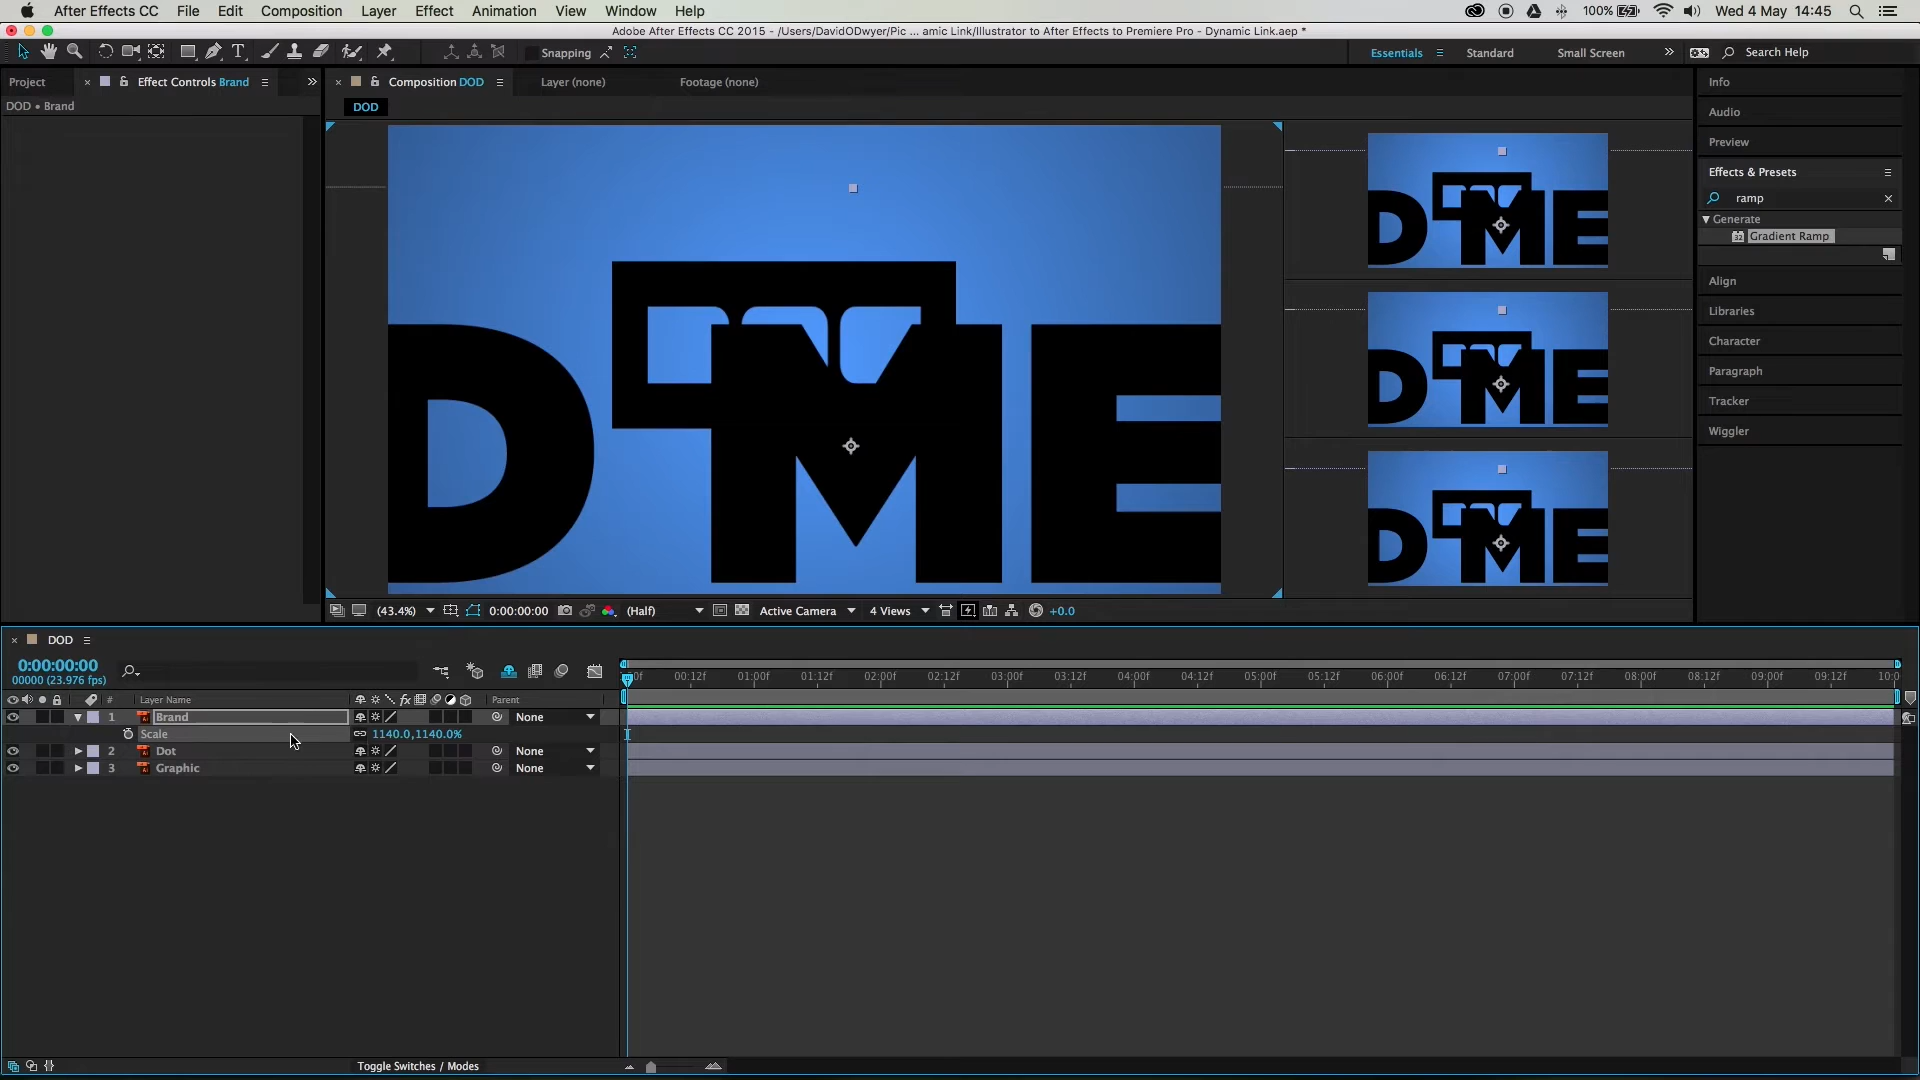 After Effects CC File Edit Composition Layer Effect Animation View Window Help 100% Wed 4 May 14:45
Adobe After Effects CC 2015 - /Users/DavidODwyer/Pic ... amic Link/Illustrator to After Effects to Premiere Pro - Dynamic Link.aep *
Snapping Essentials Standard Small Screen Search Help
Project Effect Controls Brand Composition DOD Layer (none) Footage (none) Info
DOD • Brand DOD
Audio
Preview
Effects & Presets
ramp
Generate
32 Gradient Ramp
Align
Libraries
Character
Paragraph
Tracker
Wiggler
D M E
D M E
D M E
D M E
(43.4%) 0:00:00:00 (Half) Active Camera 4 Views +0.0
DOD
0:00:00:00
00000 (23.976 fps)
00f 00:12f 01:00f 01:12f 02:00f 02:12f 03:00f 03:12f 04:00f 04:12f 05:00f 05:12f 06:00f 06:12f 07:00f 07:12f 08:00f 08:12f 09:00f 09:12f 10:0
# Layer Name fx Parent
1 Brand None
Scale 1140.0,1140.0%
2 Dot None
3 Graphic None
Toggle Switches / Modes